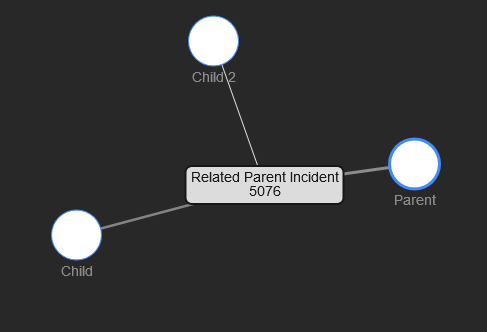 Child 2
Related Parent Incident
5076
Parent
Child